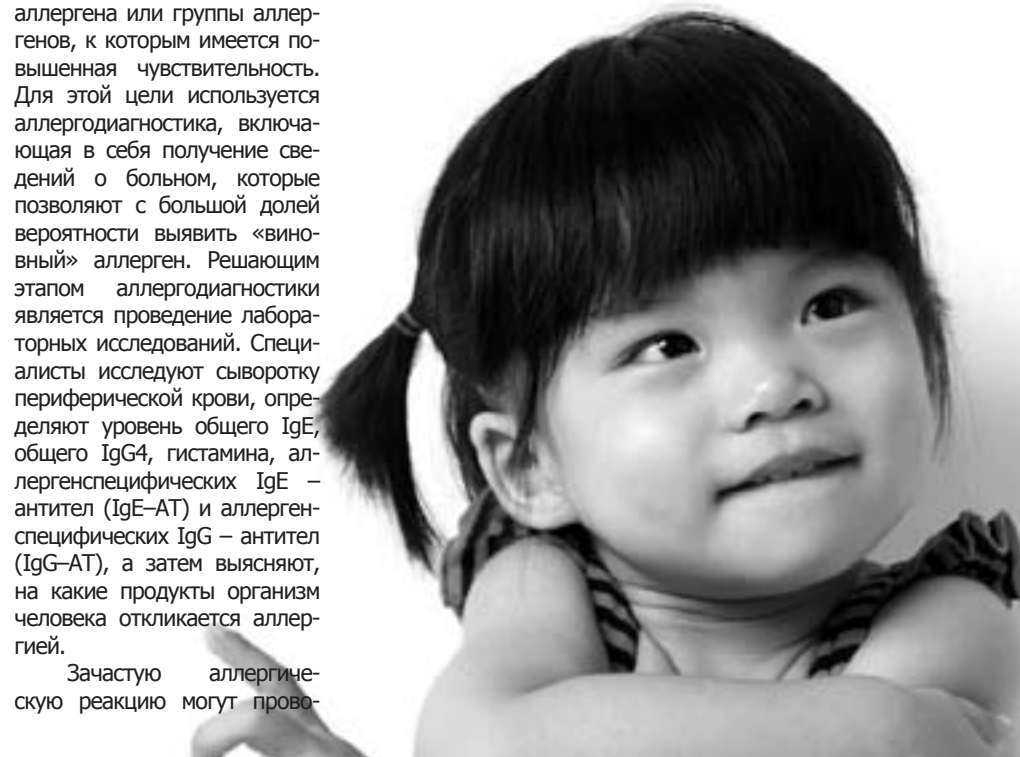 аллергена или группы аллер-
генов, к которым имеется по-
вышенная чувствительность.
Для этой цели используется
аллергодиагностика, включа-
ющая в себя получение све-
дений о больном, которые
позволяют с большой долей
вероятности выявить «вино-
вный» аллерген. Решающим
этапом аллергодиагностики
является проведение лабора-
торных исследований. Специ-
алисты исследуют сыворотку
периферической крови, опре-
деляют уровень общего IgE,
общего IgG4, гистамина, ал-
лергенспецифических IgE –
антител (IgE–АТ) и аллерген-
специфических IgG – антител
(IgG–АТ), а затем выясняют,
на какие продукты организм
человека откликается аллер-
гией.
Зачастую аллергиче-
скую реакцию могут прово-